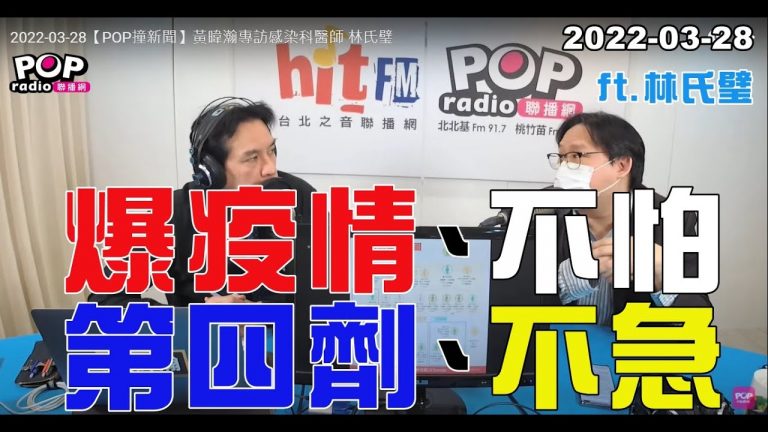 2022-03-28【POP撞新聞】黃暐瀚專訪感染科醫師 林氏璧
2022-03-28
POP
radio 聯播網
ft.林氏璧
hit FM
台北之音聯播網
POP
radio 聯播網
北北基 Fm 91.7 桃竹苗 Fm
爆疫情、不怕
第四劑、不急
POP
radio